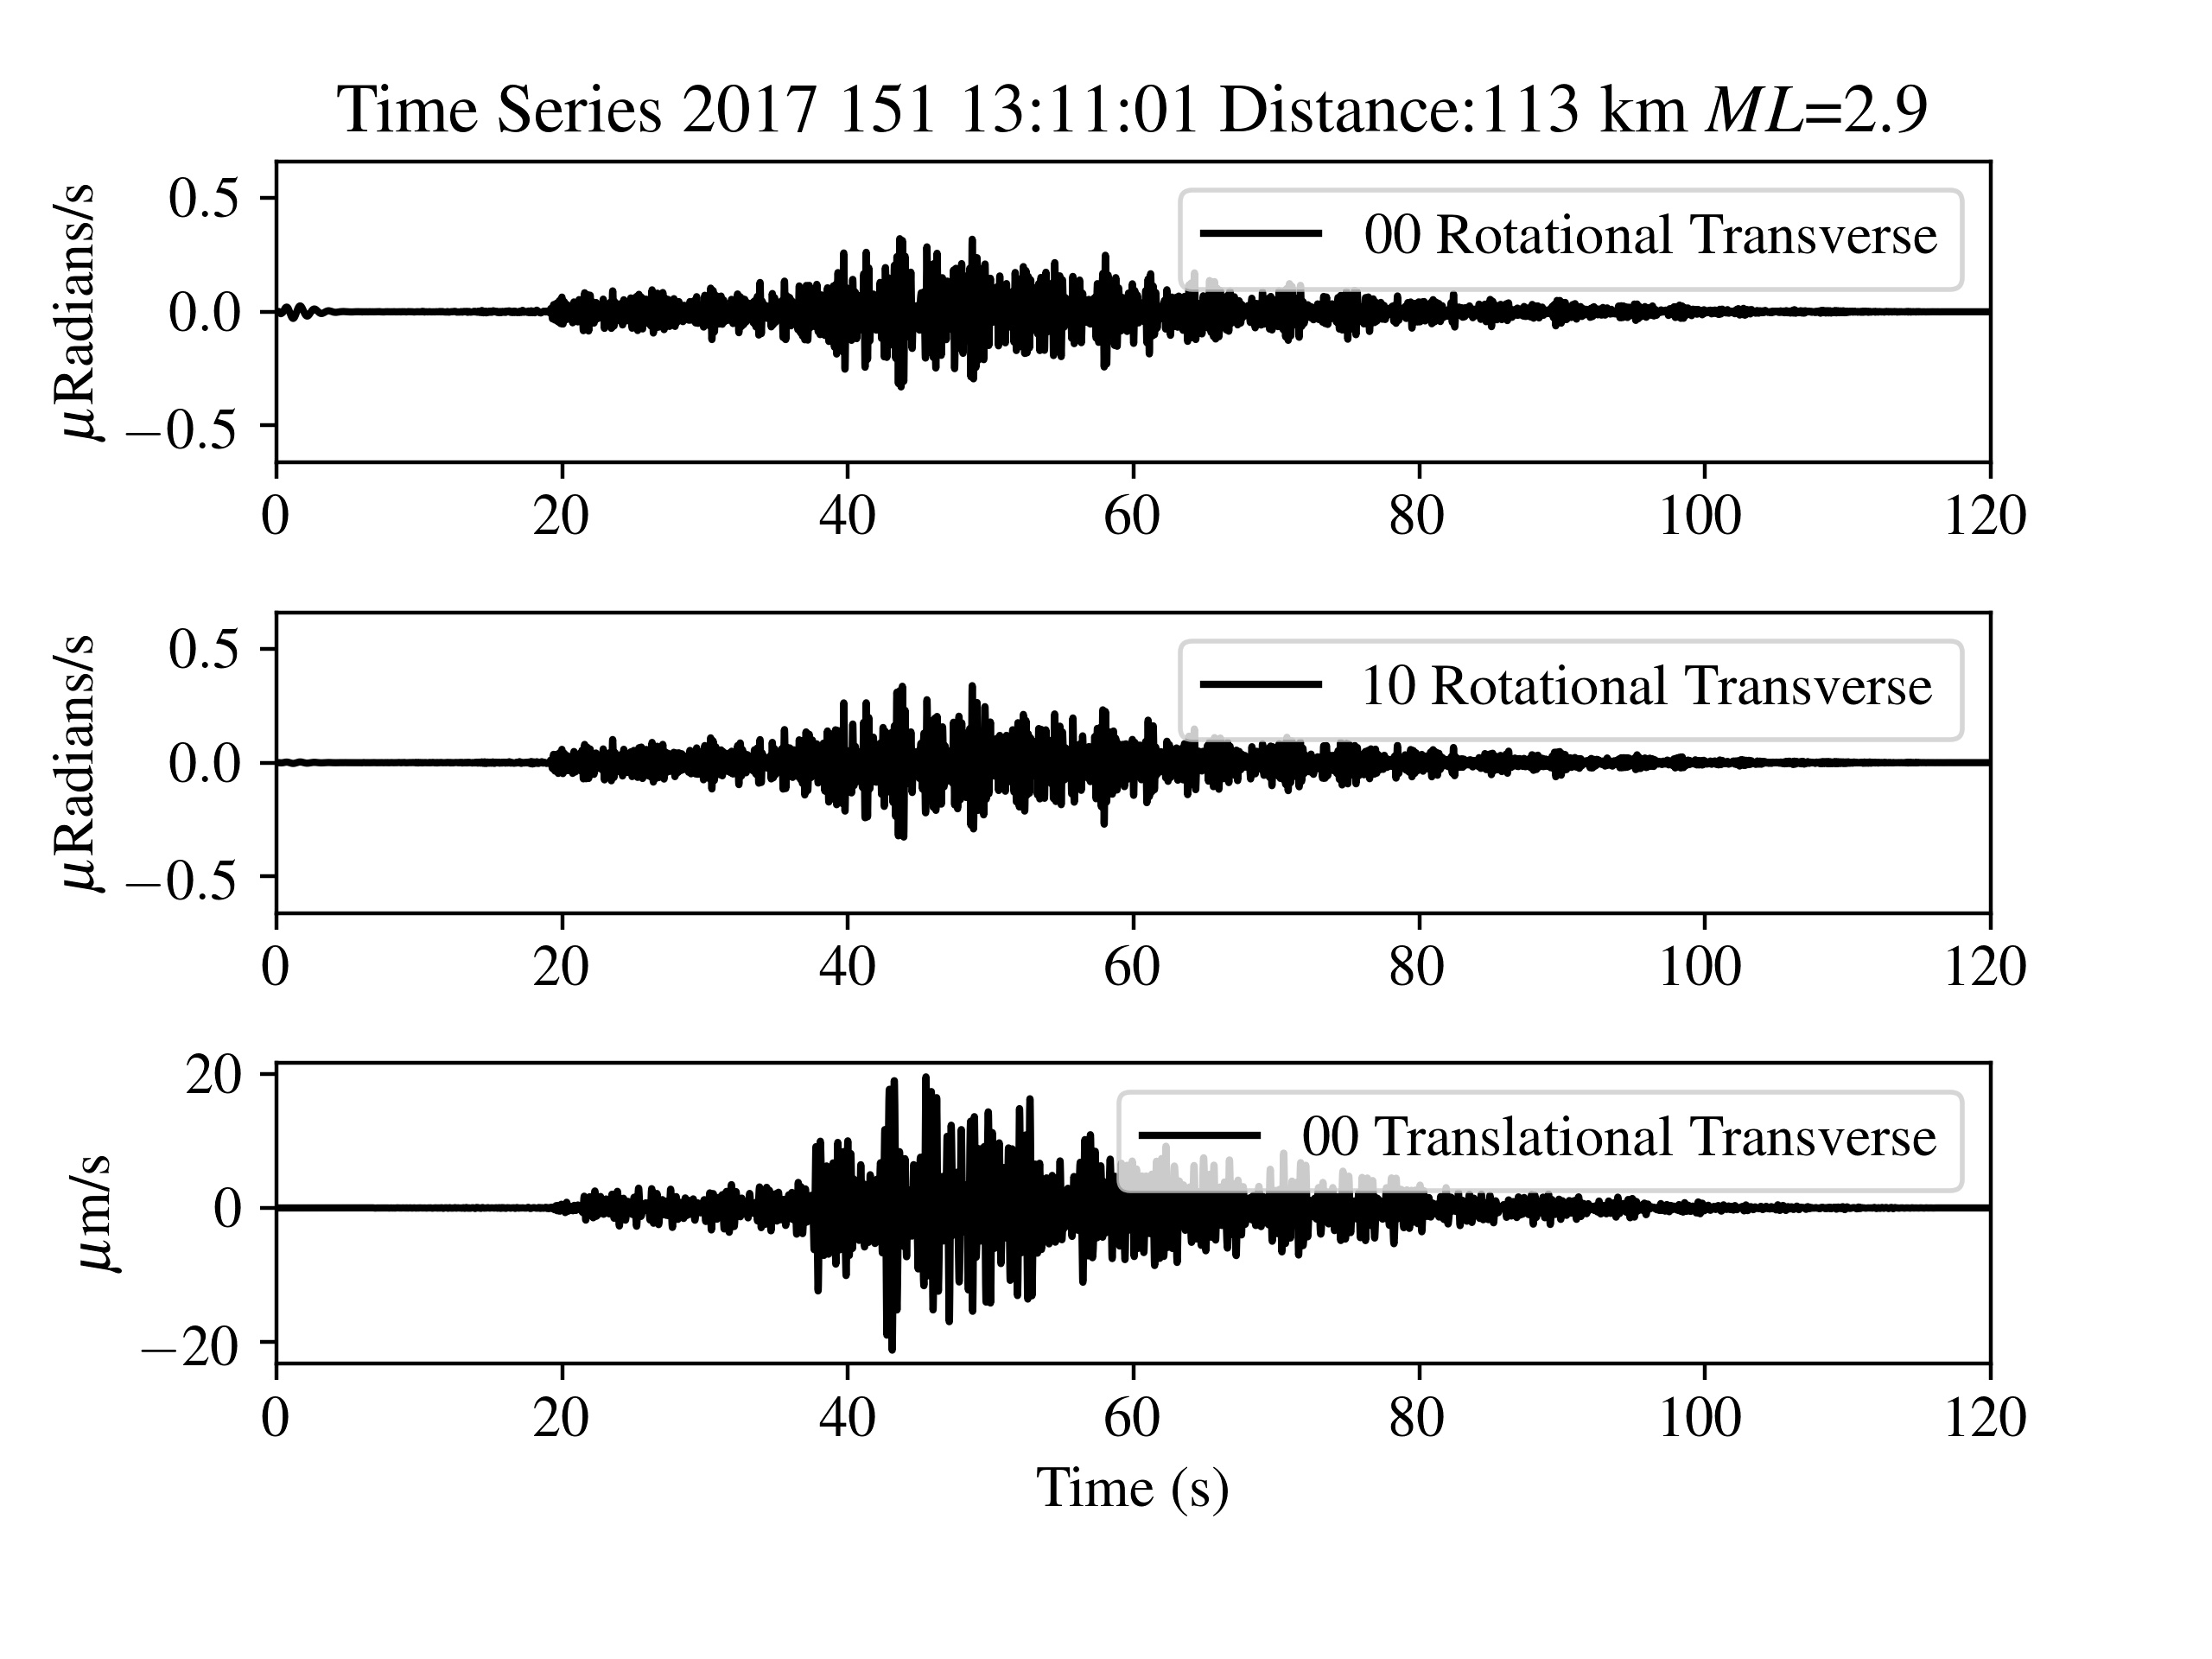 Time Series 2017 151 13:11:01 Distance:113 km ML=2.9
μRadians/s
0.5
0.0
−0.5
00 Rotational Transverse
0 20 40 60 80 100 120
μRadians/s
0.5
0.0
−0.5
10 Rotational Transverse
0 20 40 60 80 100 120
μm/s
20
0
−20
00 Translational Transverse
0 20 40 60 80 100 120
Time (s)